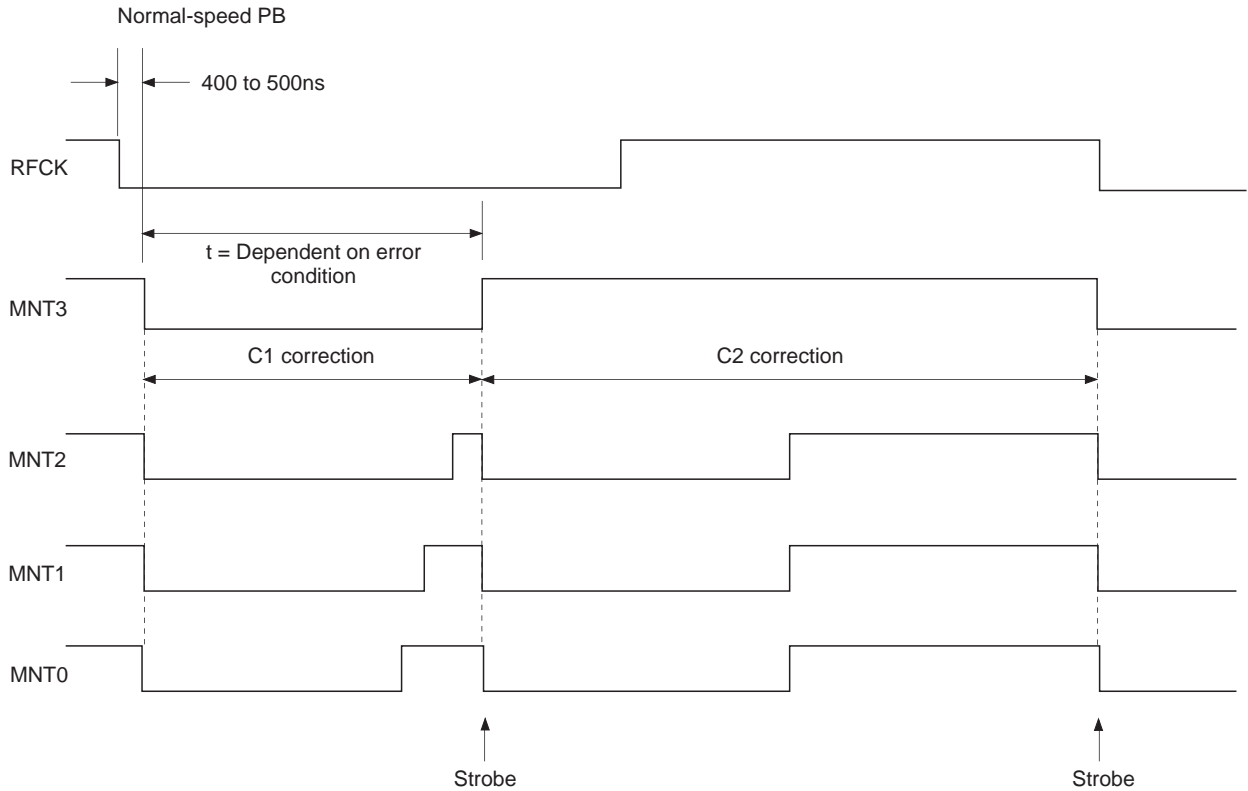 Normal-speed PB
400 to 500ns
RFCK
t = Dependent on error
condition
MNT3
C1 correction
C2 correction
MNT2
MNT1
MNT0
Strobe
Strobe